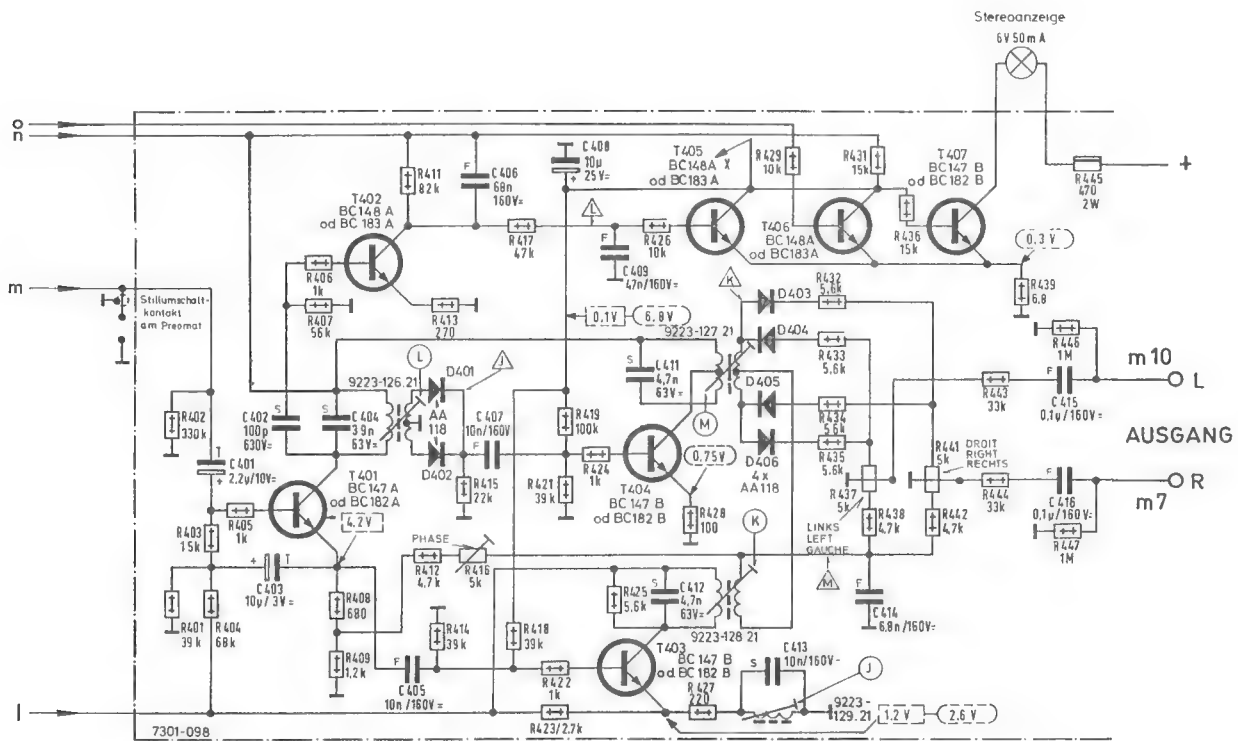 Stereoanzeige
6V 50mA
o
n
m
l
C408
10µ
25V=
R411
82k
C406
68n
160V=
T405
BC148A
od BC183A
X
R429
10k
R431
15k
T407
BC147 B
od BC182 B
R445
470
2W
+
T402
BC148 A
od BC 183 A
L
R417
47k
R426
10k
T406
BC148A
od BC183A
R436
15k
0.3 V
F
C409
47n/160V=
R406
1k
R407
56k
R413
270
Stillumschalt-
kontakt
am Preomat
K
D403
R432
5.6k
R439
6.8
0.1V
6.8V
9223-127 21
D404
R433
5.6k
R446
1M
m10
L
9223-126.21
L
D401
J
S
C411
4,7n
63V=
D405
R434
5.6k
R443
33k
F
C415
0,1µ/160V=
R402
330k
S
C402
100p
630V=
S
C404
3.9n
63V=
AA
118
C407
10n/160V
F
R419
100k
M
R435
5.6k
R441
5k
DROIT
RIGHT
RECHTS
AUSGANG
T
C401
2,2µ/10V=
+
D402
R424
1k
0.75V
D406
4x
AA118
T401
BC147A
od BC182A
R415
22k
R421
39k
T404
BC147 B
od BC182 B
R437
5k
R444
33k
F
C416
0,1µ/160V=
R
m7
R405
1k
4.2V
R428
100
R438
4.7k
R442
4,7k
R403
15k
PHASE
K
LINKS
LEFT
GAUCHE
R447
1M
C403
10µ/3V=
+
T
R412
4.7k
R416
5k
M
R408
680
R425
5.6k
S
C412
4,7n
63V=
F
C414
6.8n/160V=
R401
39k
R404
68k
R414
39k
R418
39k
9223-128 21
T403
BC147 B
od BC182 B
C413
10n/160V-
S
J
R409
1,2k
F
C405
10n/160V=
R422
1k
R427
220
9223-
129.21
1.2 V
2.6 V
R423/2.7k
7301-098